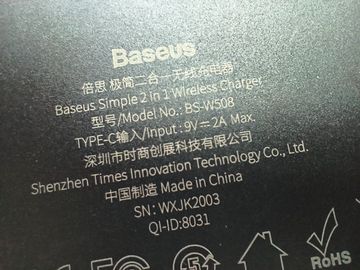 Baseus
倍思 极简二合一无线充电器
Baseus Simple 2 in 1 Wireless Charger
型号/Model No.: BS-W508
TYPE-C输入/Input: 9V⎓2A Max.
深圳市时商创展科技有限公司
Shenzhen Times Innovation Technology Co., Ltd.
中国制造 Made in China
SN: WXJK2003
QI-ID:8031
FC 5 RoHS